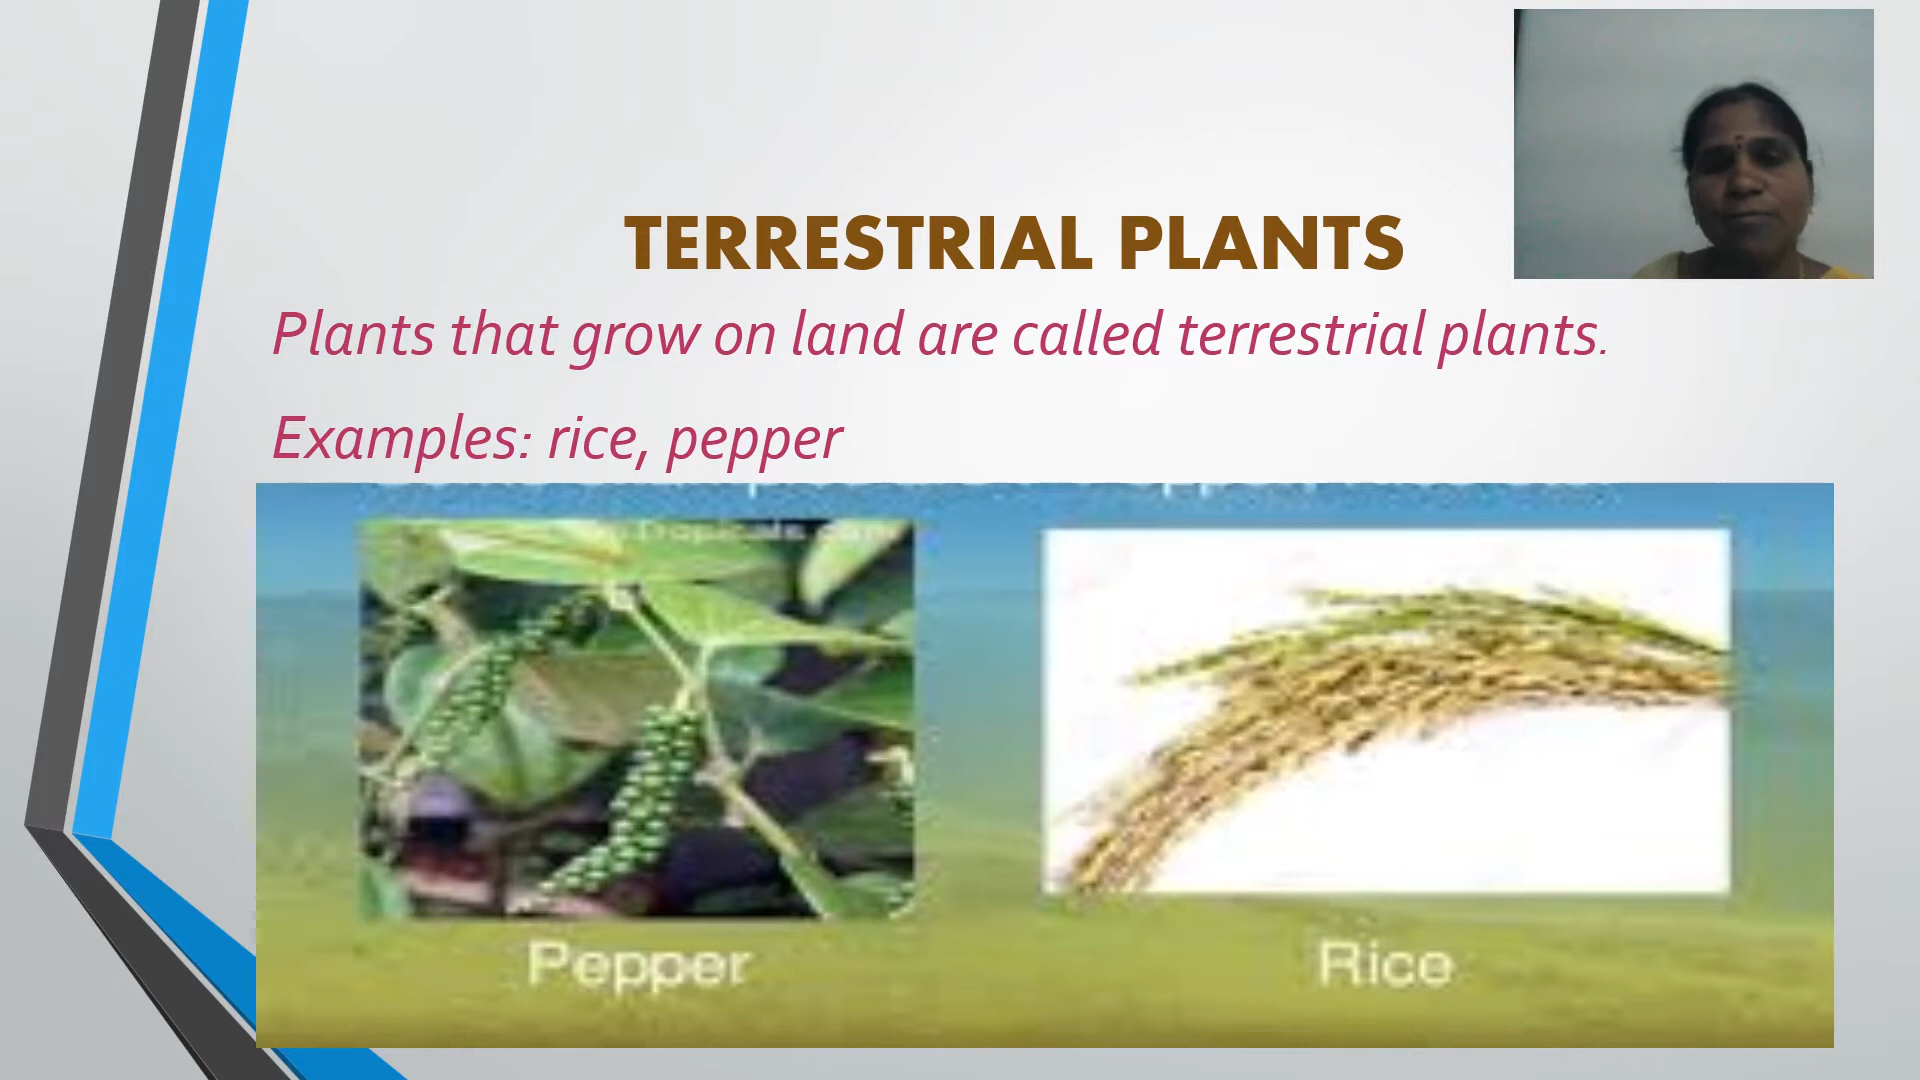 TERRESTRIAL PLANTS
Plants that grow on land are called terrestrial plants.
Examples: rice, pepper
Pepper
Rice